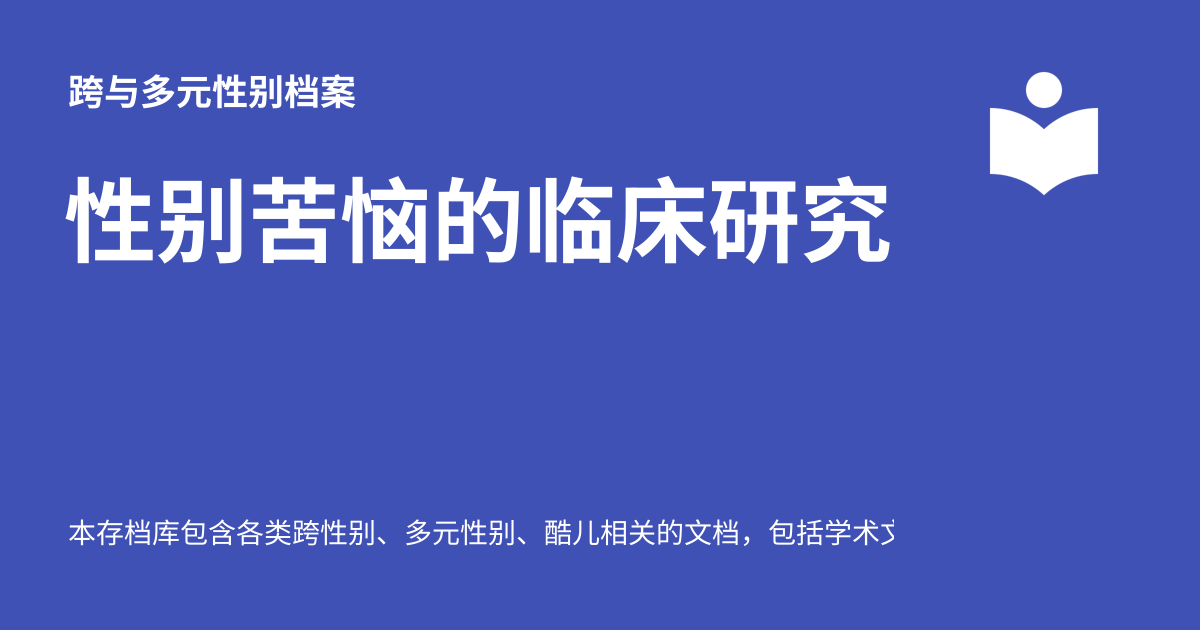 跨与多元性别档案
性别苦恼的临床研究
本存档库包含各类跨性别、多元性别、酷儿相关的文档，包括学术